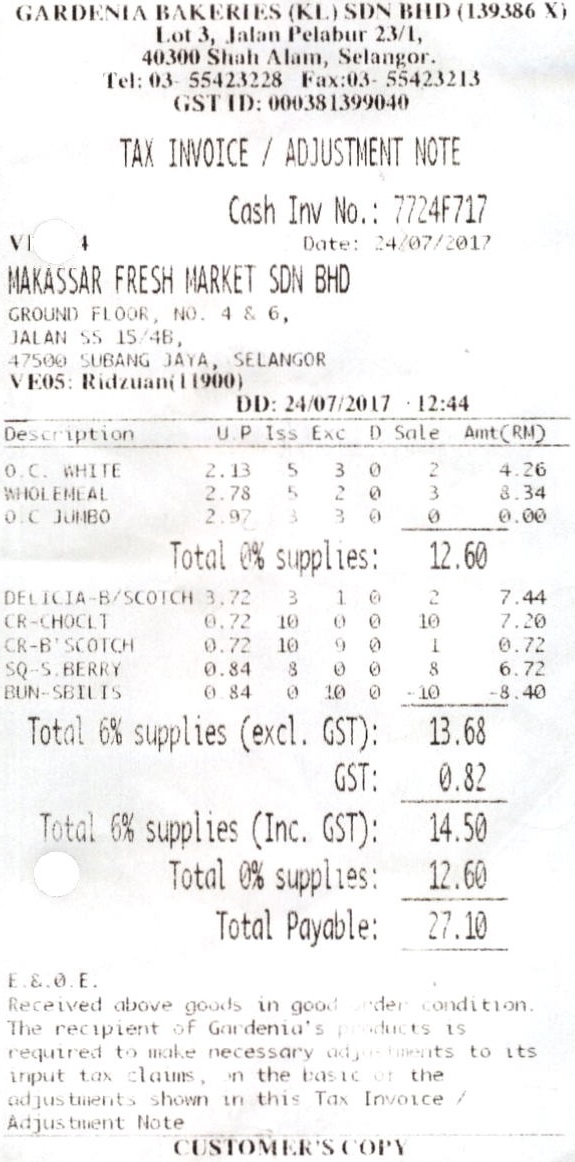 GARDENIA BAKERIES (KL) SDN BHD (139386 X)
Lot 3, Jalan Pelabur 23/1,
40300 Shah Alam, Selangor.
Tel: 03- 55423228 Fax:03- 55423213
GST ID: 000381399040
TAX INVOICE / ADJUSTMENT NOTE
Cash Inv No.: 7724F717
Date: 24/07/2017
MAKASSAR FRESH MARKET SDN BHD
GROUND FLOOR, NO. 4 & 6,
JALAN SS 15/4B,
47500 SUBANG JAYA, SELANGOR
VE05: Ridzuan(11900)
DD: 24/07/2017 12:44
Description U.P Iss Exc D Sale Amt(RM)
O.C. WHITE 2.13 5 3 0 2 4.26
WHOLEMEAL 2.78 5 2 0 3 8.34
O.C JUMBO 2.97 3 3 0 0 0.00
Total 0% supplies: 12.60
DELICIA-B/SCOTCH 3.72 3 1 0 2 7.44
CR-CHOCLT 0.72 10 0 0 10 7.20
CR-B'SCOTCH 0.72 10 9 0 1 0.72
SQ-S.BERRY 0.84 8 0 0 8 6.72
BUN-SBILIS 0.84 0 10 0 -10 -8.40
Total 6% supplies (excl. GST): 13.68
GST: 0.82
Total 6% supplies (Inc. GST): 14.50
Total 0% supplies: 12.60
Total Payable: 27.10
E.&.O.E.
Received above goods in good order condition.
The recipient of Gardenia's products is
required to make necessary adjustments to its
input tax claims, on the basic of the
adjustments shown in this Tax Invoice /
Adjustment Note
CUSTOMER'S COPY